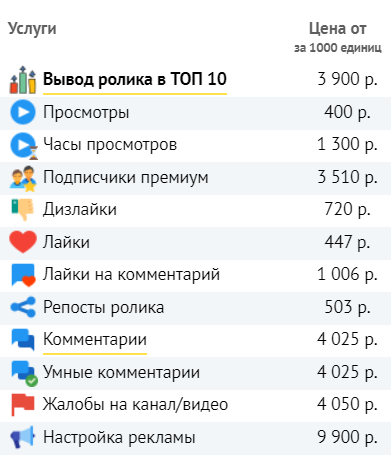 Услуги Цена от
за 1000 единиц
Вывод ролика в ТОП 10 3 900 р.
Просмотры 400 р.
Часы просмотров 1 300 р.
Подписчики премиум 3 510 р.
Дизлайки 720 р.
Лайки 447 р.
Лайки на комментарий 1 006 р.
Репосты ролика 503 р.
Комментарии 4 025 р.
Умные комментарии 4 025 р.
Жалобы на канал/видео 4 050 р.
Настройка рекламы 9 900 р.